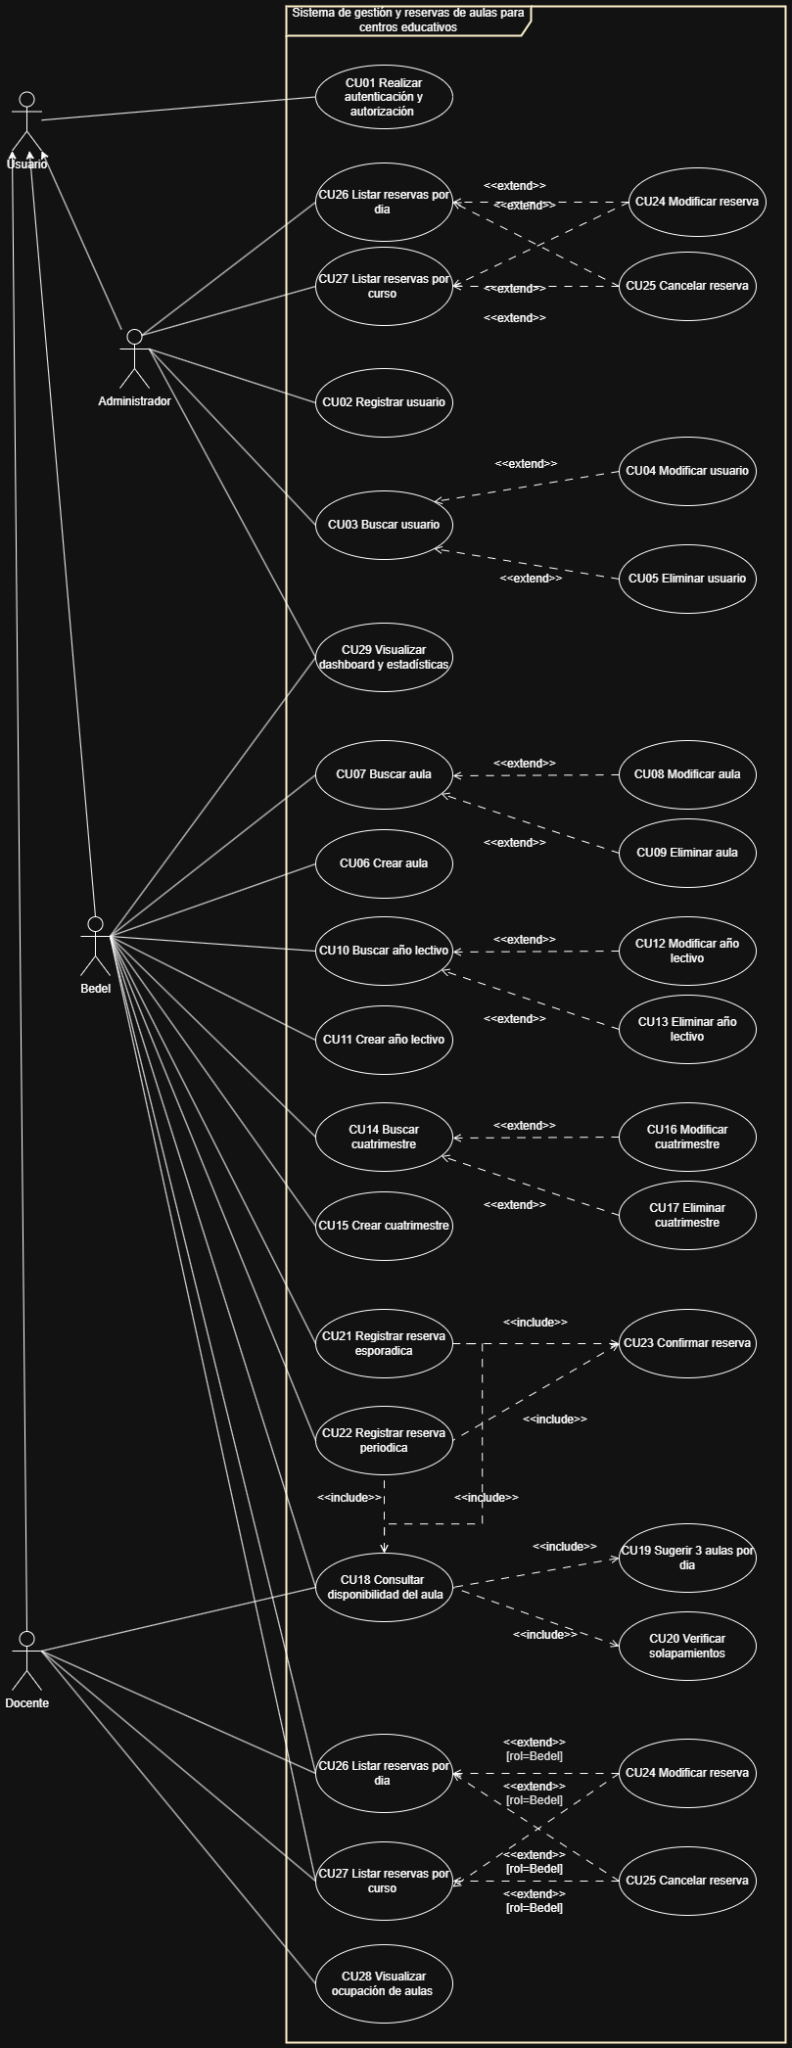 Sistema de gestión y reservas de aulas para
centros educativos
CU01 Realizar
autenticación y
autorización
Usuario
CU26 Listar reservas por
dia
<<extend>>
<<extend>>
CU24 Modificar reserva
CU27 Listar reservas por
curso
<<extend>>
<<extend>>
CU25 Cancelar reserva
Administrador
CU02 Registrar usuario
<<extend>>
CU04 Modificar usuario
CU03 Buscar usuario
<<extend>>
CU05 Eliminar usuario
CU29 Visualizar
dashboard y estadísticas
CU07 Buscar aula
<<extend>>
CU08 Modificar aula
<<extend>>
CU09 Eliminar aula
CU06 Crear aula
Bedel
CU10 Buscar año lectivo
<<extend>>
CU12 Modificar año
lectivo
<<extend>>
CU13 Eliminar año
lectivo
CU11 Crear año lectivo
CU14 Buscar
cuatrimestre
<<extend>>
CU16 Modificar
cuatrimestre
<<extend>>
CU17 Eliminar
cuatrimestre
CU15 Crear cuatrimestre
CU21 Registrar reserva
esporadica
<<include>>
CU23 Confirmar reserva
CU22 Registrar reserva
periodica
<<include>>
<<include>>
<<include>>
CU18 Consultar
disponibilidad del aula
<<include>>
CU19 Sugerir 3 aulas por
dia
<<include>>
CU20 Verificar
solapamientos
Docente
CU26 Listar reservas por
dia
<<extend>>
[rol=Bedel]
<<extend>>
[rol=Bedel]
CU24 Modificar reserva
CU27 Listar reservas por
curso
<<extend>>
[rol=Bedel]
<<extend>>
[rol=Bedel]
CU25 Cancelar reserva
CU28 Visualizar
ocupación de aulas